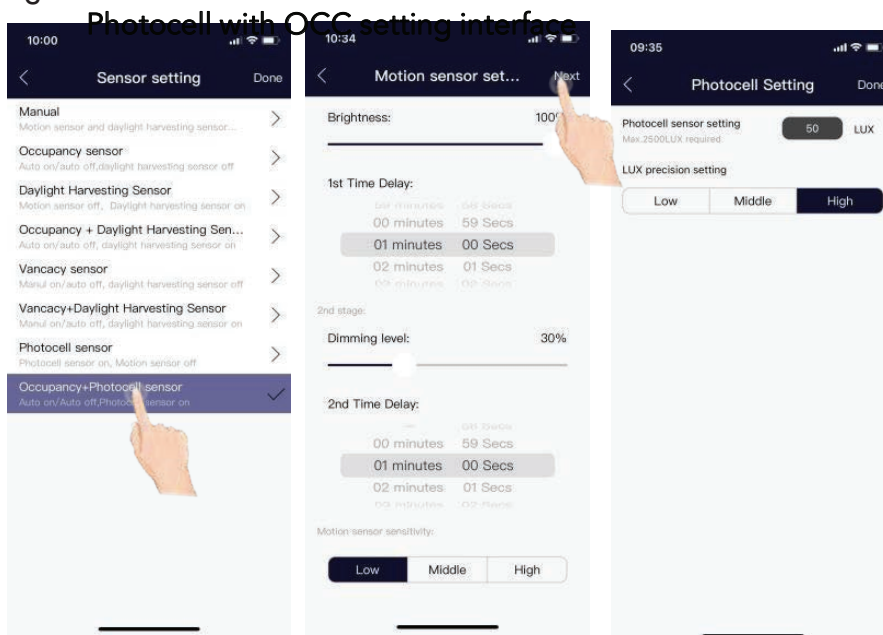 Photocell with OCC setting interface
10:00
Sensor setting
Done
Manual
Motion sensor and daylight harvesting sensor...
Occupancy sensor
Auto on/auto off,daylight harvesting sensor off
Daylight Harvesting Sensor
Motion sensor off, Daylight harvesting sensor on
Occupancy + Daylight Harvesting Sen...
Auto on/auto off, daylight harvesting sensor on
Vancacy sensor
Manul on/auto off, daylight harvesting sensor off
Vancacy+Daylight Harvesting Sensor
Manul on/auto off, daylight harvesting sensor on
Photocell sensor
Photocell sensor on, Motion sensor off
Occupancy+Photocell sensor
Auto on/Auto off,Photocell sensor on
10:34
Motion sensor set...
Next
Brightness:
100%
1st Time Delay:
00 minutes 59 Secs
01 minutes 00 Secs
02 minutes 01 Secs
2nd stage:
Dimming level:
30%
2nd Time Delay:
00 minutes 59 Secs
01 minutes 00 Secs
02 minutes 01 Secs
Motion sensor sensitivity:
Low Middle High
09:35
Photocell Setting
Done
Photocell sensor setting
50 LUX
Max.2500LUX required.
LUX precision setting
Low Middle High